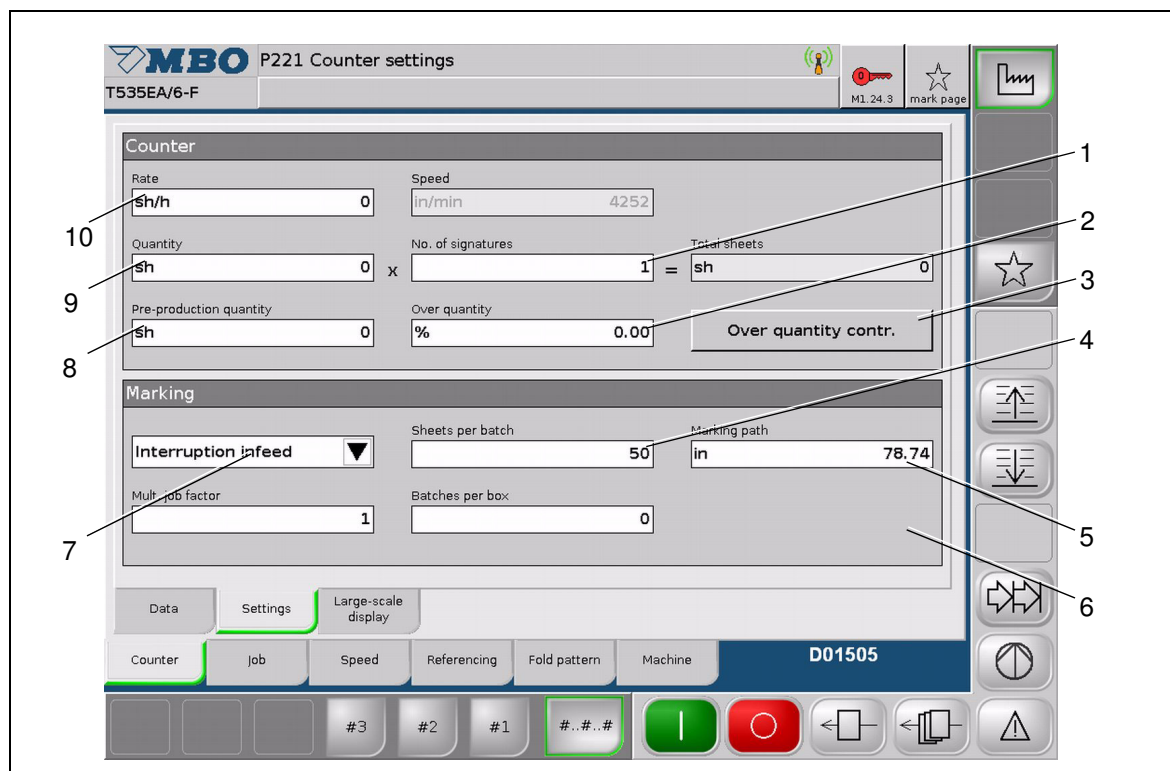 MBO P221 Counter settings
T535EA/6-F
M1.24.3 mark page
Counter
Rate Speed
sh/h 0 in/min 4252
Quantity No. of signatures Total sheets
sh 0 x 1 = sh 0
Pre-production quantity Over quantity
sh 0 % 0.00 Over quantity contr.
Marking
Sheets per batch Marking path
Interruption infeed 50 in 78.74
Mult. job factor Batches per box
1 0
Data Settings Large-scale
display
Counter Job Speed Referencing Fold pattern Machine D01505
#3 #2 #1 #..#..#
1
2
3
4
5
6
7
8
9
10